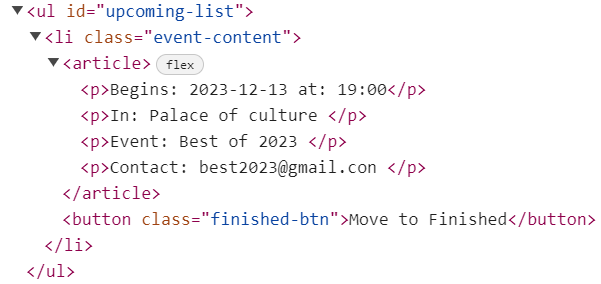 ▼<ul id="upcoming-list">
▼<li class="event-content">
▼<article> flex
<p>Begins: 2023-12-13 at: 19:00</p>
<p>In: Palace of culture </p>
<p>Event: Best of 2023 </p>
<p>Contact: best2023@gmail.con </p>
</article>
<button class="finished-btn">Move to Finished</button>
</li>
</ul>